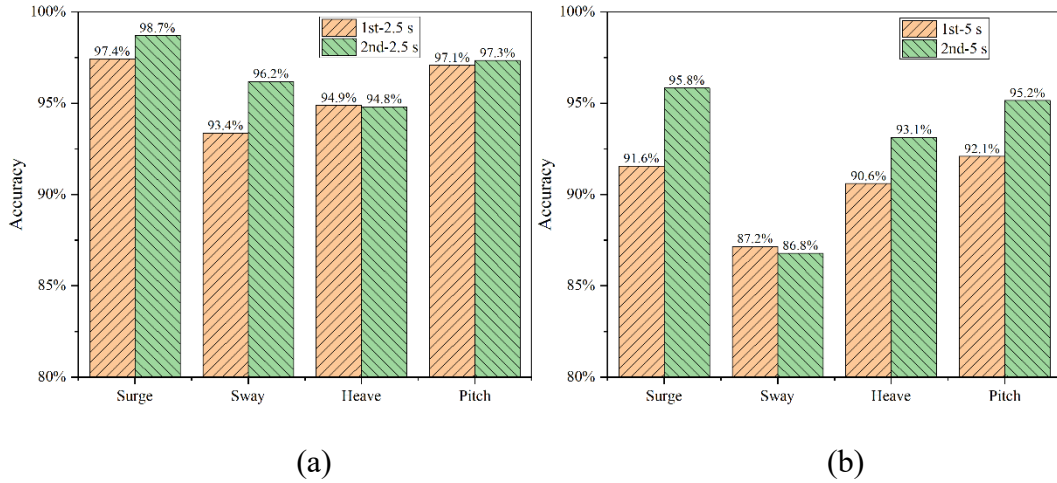 100%
95%
90%
85%
80%
Accuracy
1st-2.5 s
2nd-2.5 s
97.4%
98.7%
93.4%
96.2%
94.9%
94.8%
97.1%
97.3%
Surge
Sway
Heave
Pitch
(a)
100%
95%
90%
85%
80%
Accuracy
1st-5 s
2nd-5 s
91.6%
95.8%
87.2%
86.8%
90.6%
93.1%
92.1%
95.2%
Surge
Sway
Heave
Pitch
(b)